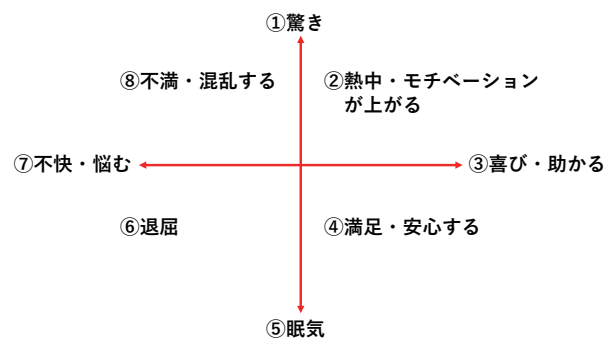 ①驚き
⑧不満・混乱する
②熱中・モチベーション
が上がる
⑦不快・悩む
③喜び・助かる
⑥退屈
④満足・安心する
⑤眠気